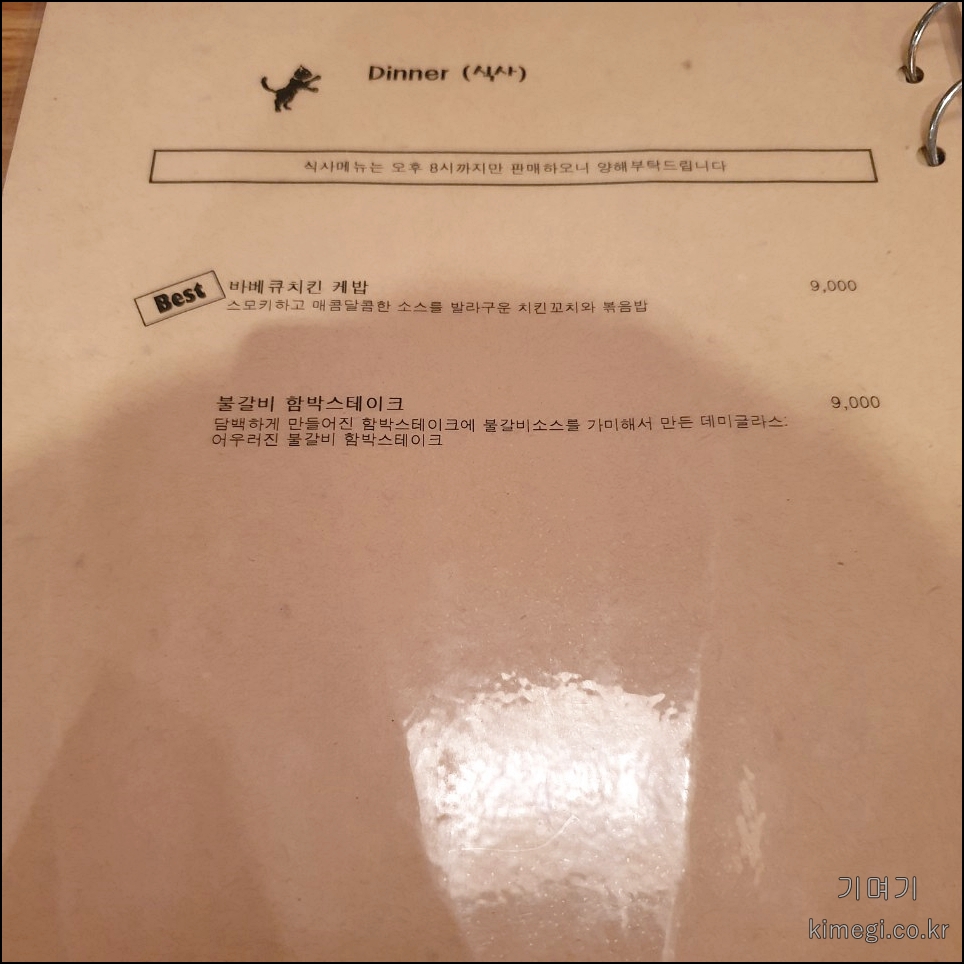 Dinner (식사)
식사메뉴는 오후 8시까지만 판매하오니 양해부탁드립니다
Best
바베큐치킨 케밥 9,000
스모키하고 매콤달콤한 소스를 발라구운 치킨꼬치와 볶음밥
불갈비 함박스테이크 9,000
담백하게 만들어진 함박스테이크에 불갈비소스를 가미해서 만든 데미글라스:
어우러진 불갈비 함박스테이크
기며기
kimegi.co.kr